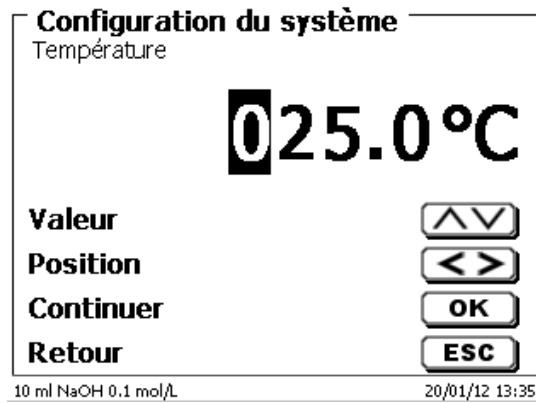 Configuration du système
Température
025.0°C
Valeur
Position
Continuer OK
Retour ESC
10 ml NaOH 0.1 mol/L 20/01/12 13:35